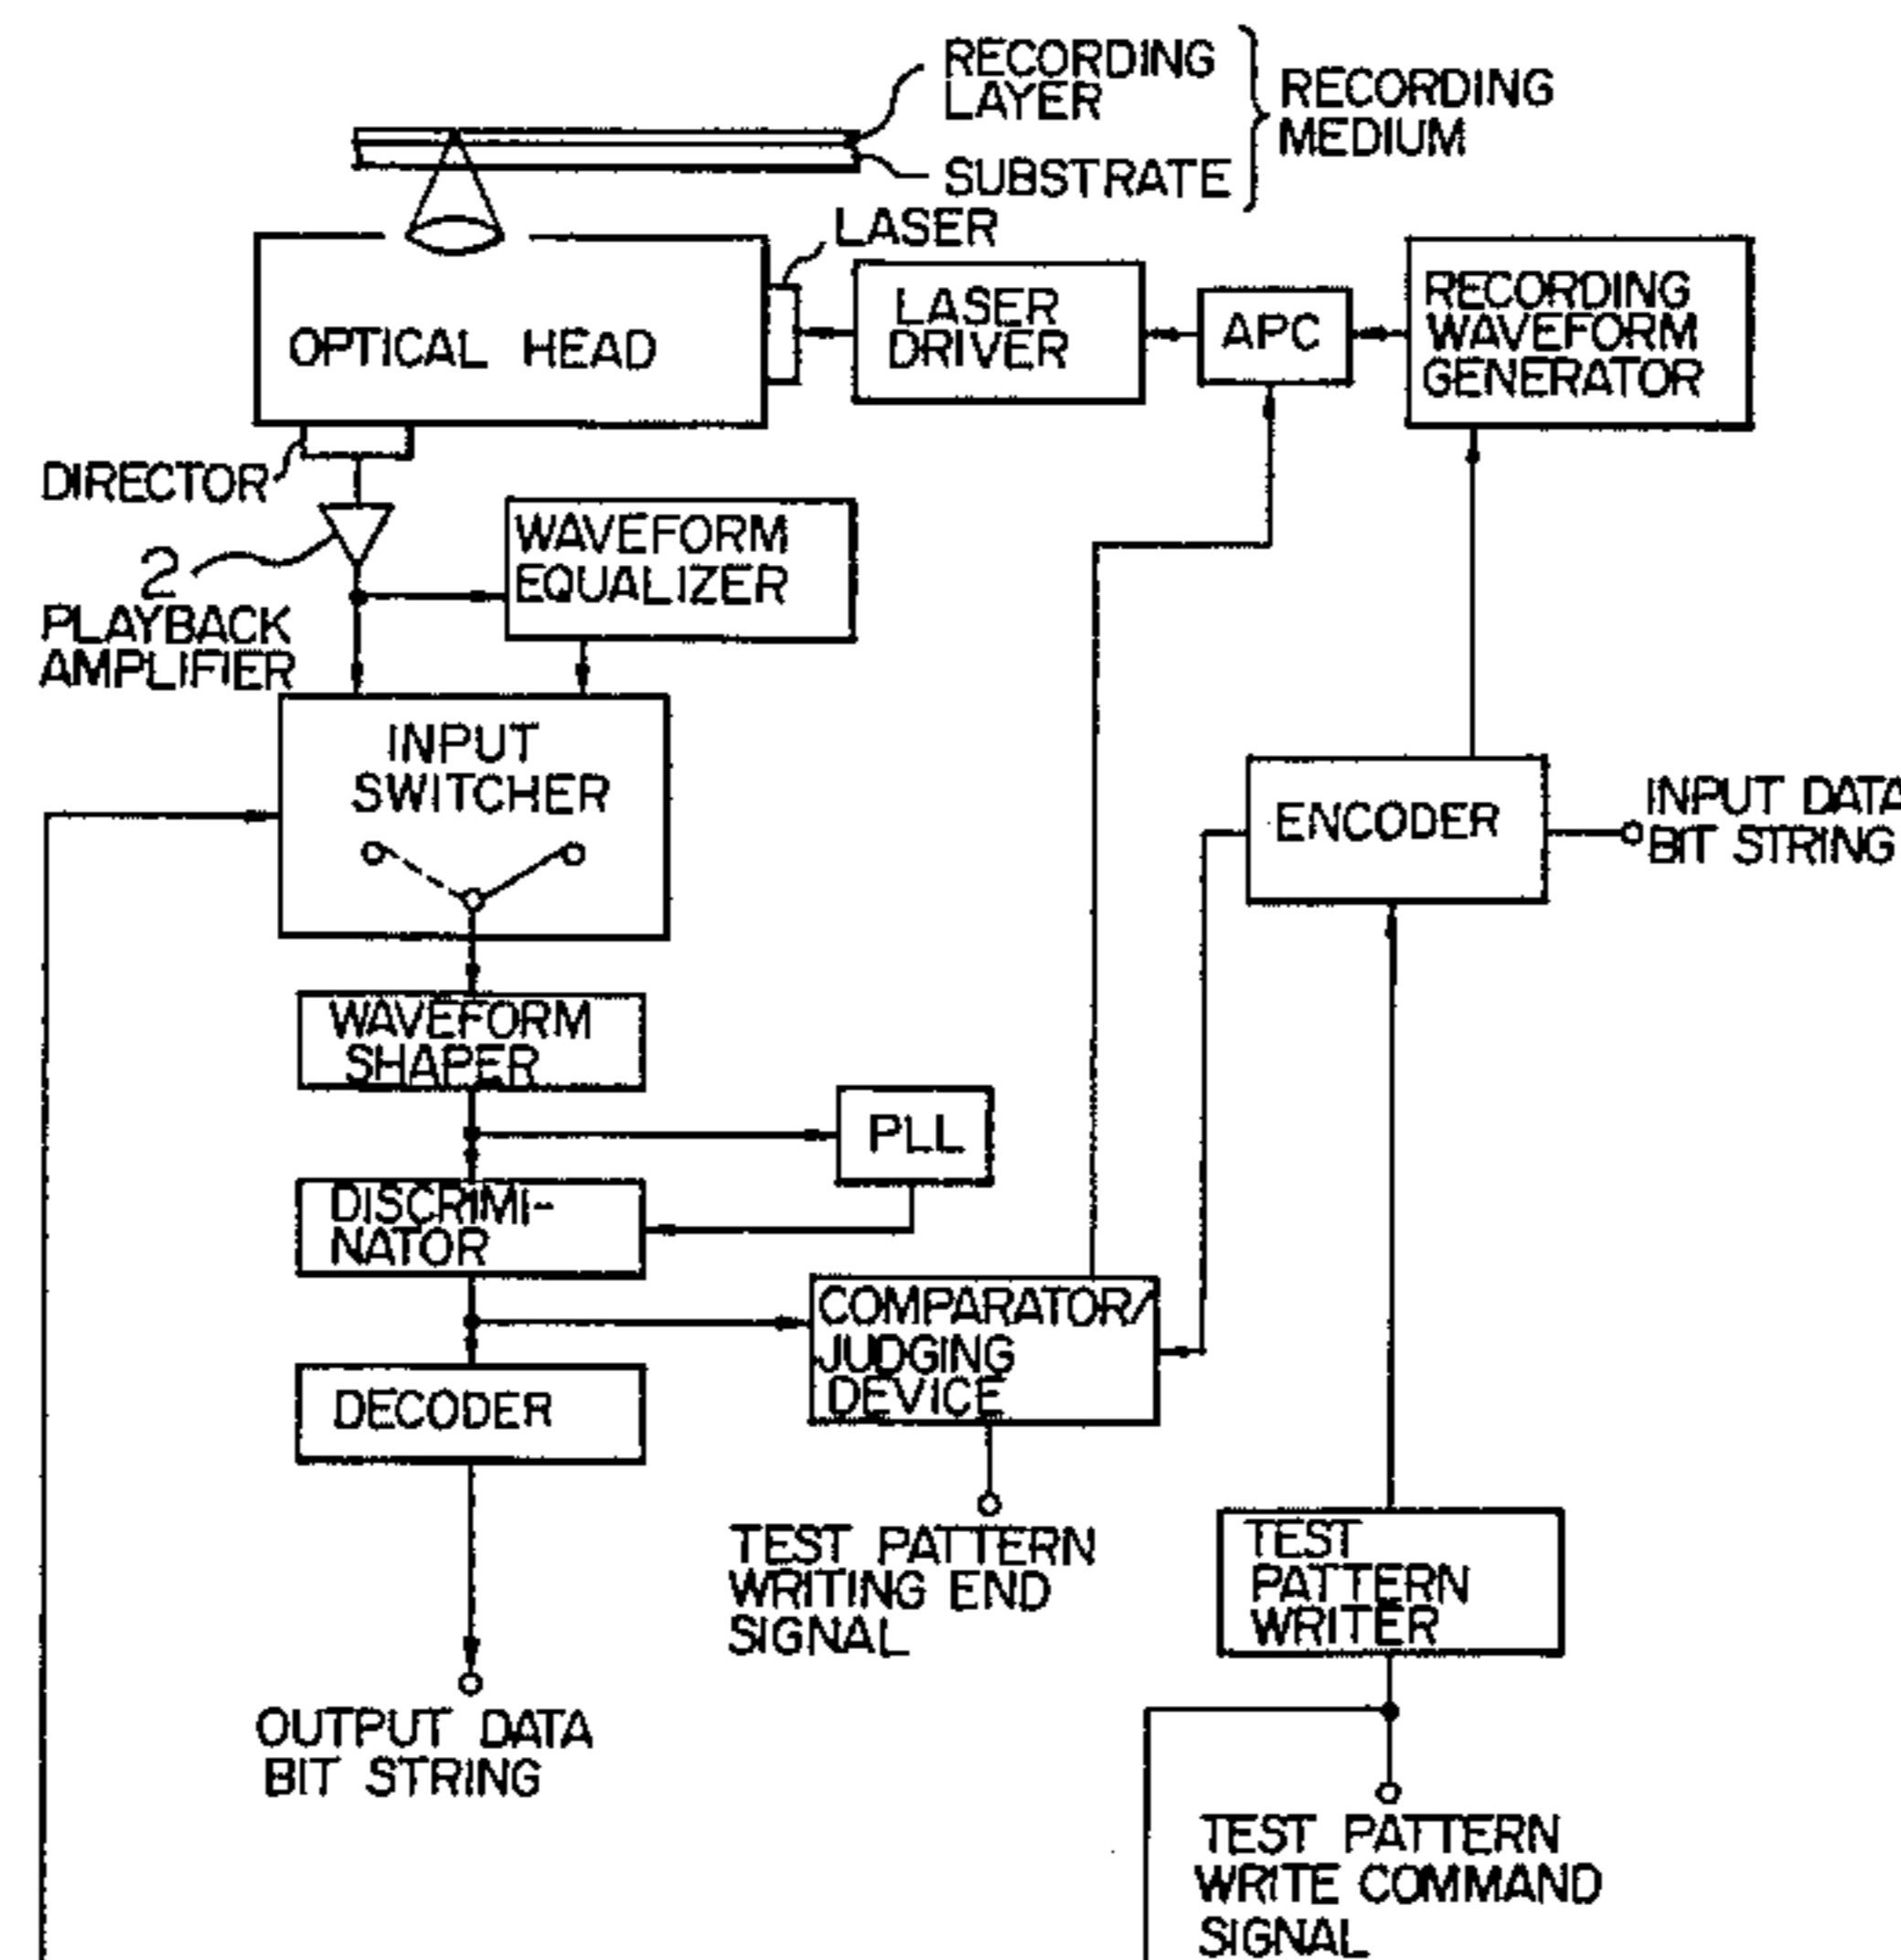 RECORDING
LAYER
RECORDING
MEDIUM
SUBSTRATE
LASER
OPTICAL HEAD
LASER
DRIVER
APC
RECORDING
WAVEFORM
GENERATOR
DIRECTOR
2
PLAYBACK
AMPLIFIER
WAVEFORM
EQUALIZER
INPUT
SWITCHER
ENCODER
INPUT DATA
BIT STRING
WAVEFORM
SHAPER
PLL
DISCRIMI-
NATOR
COMPARATOR/
JUDGING
DEVICE
DECODER
TEST PATTERN
WRITING END
SIGNAL
TEST
PATTERN
WRITER
OUTPUT DATA
BIT STRING
TEST PATTERN
WRITE COMMAND
SIGNAL